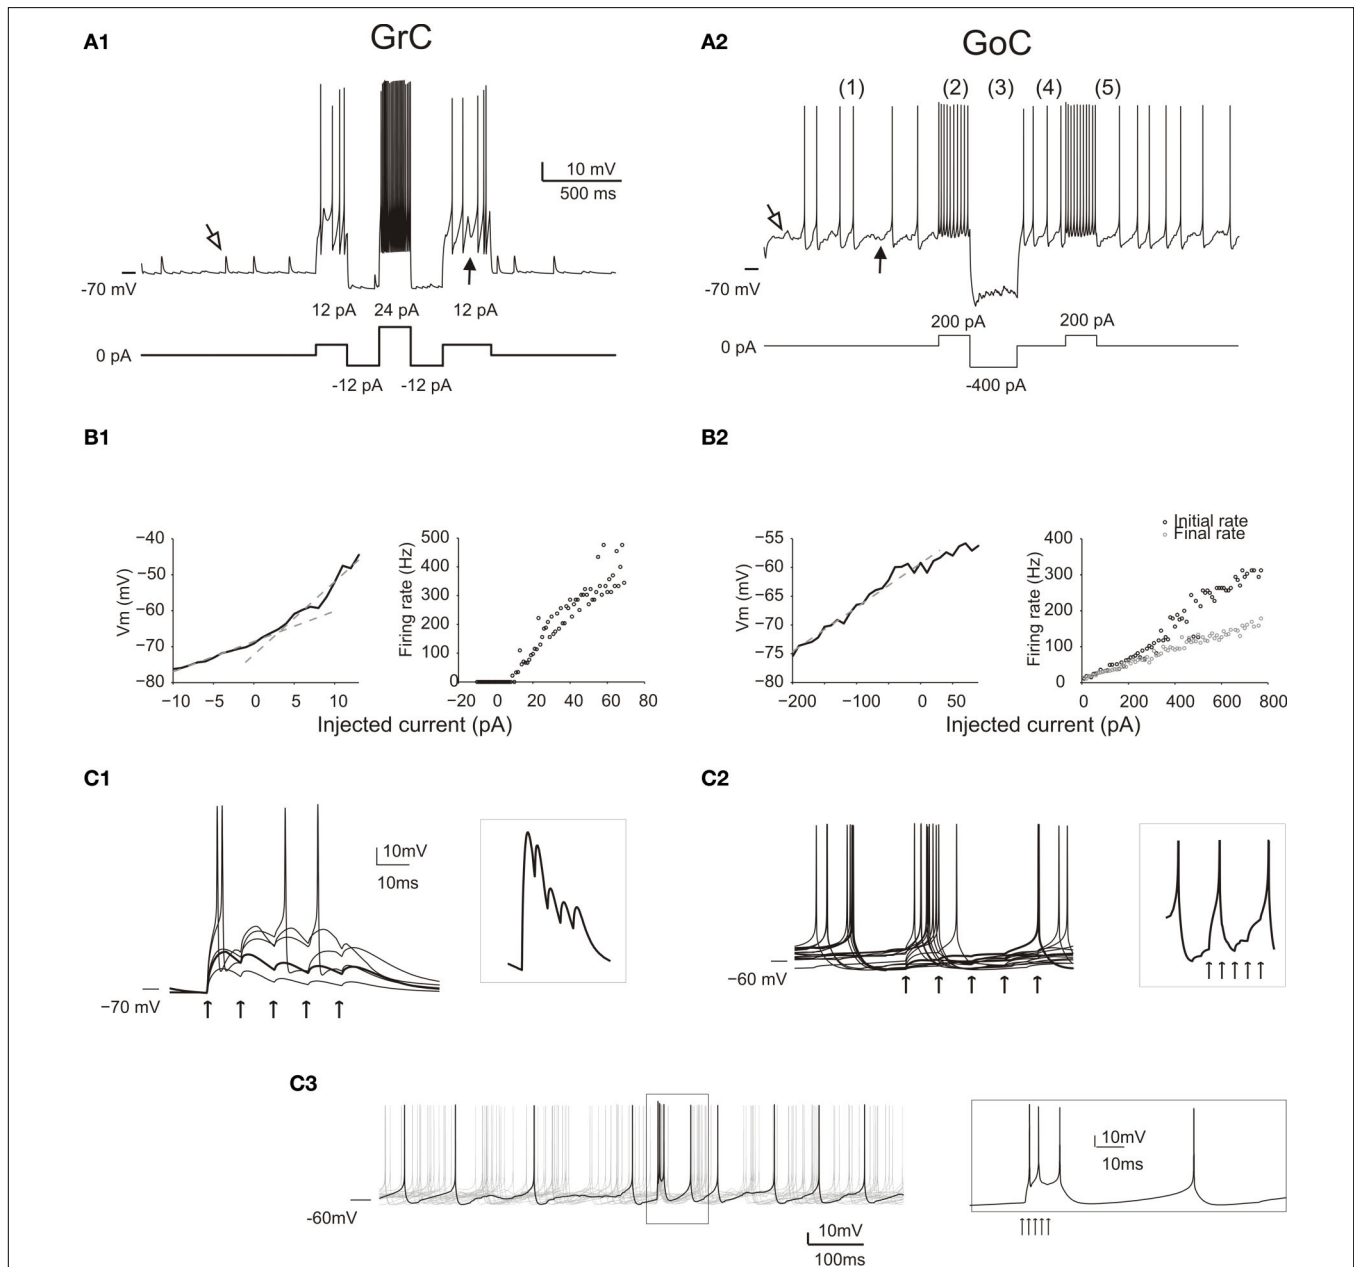 A1
GrC
10 mV
500 ms
-70 mV
12 pA
24 pA
12 pA
0 pA
-12 pA
-12 pA
A2
GoC
(1)
(2)
(3)
(4)
(5)
-70 mV
200 pA
200 pA
0 pA
-400 pA
B1
−40
−50
−60
−70
−80
Vm (mV)
−10
−5
0
5
10
500
400
300
200
100
0
Firing rate (Hz)
−20
0
20
40
60
80
Injected current (pA)
B2
−55
−60
−65
−70
−75
−80
Vm (mV)
−200
−100
0
50
Initial rate
Final rate
400
300
200
100
0
Firing rate (Hz)
0
200
400
600
800
Injected current (pA)
C1
10mV
10ms
−70 mV
C2
−60 mV
C3
-60mV
10mV
100ms
10mV
10ms